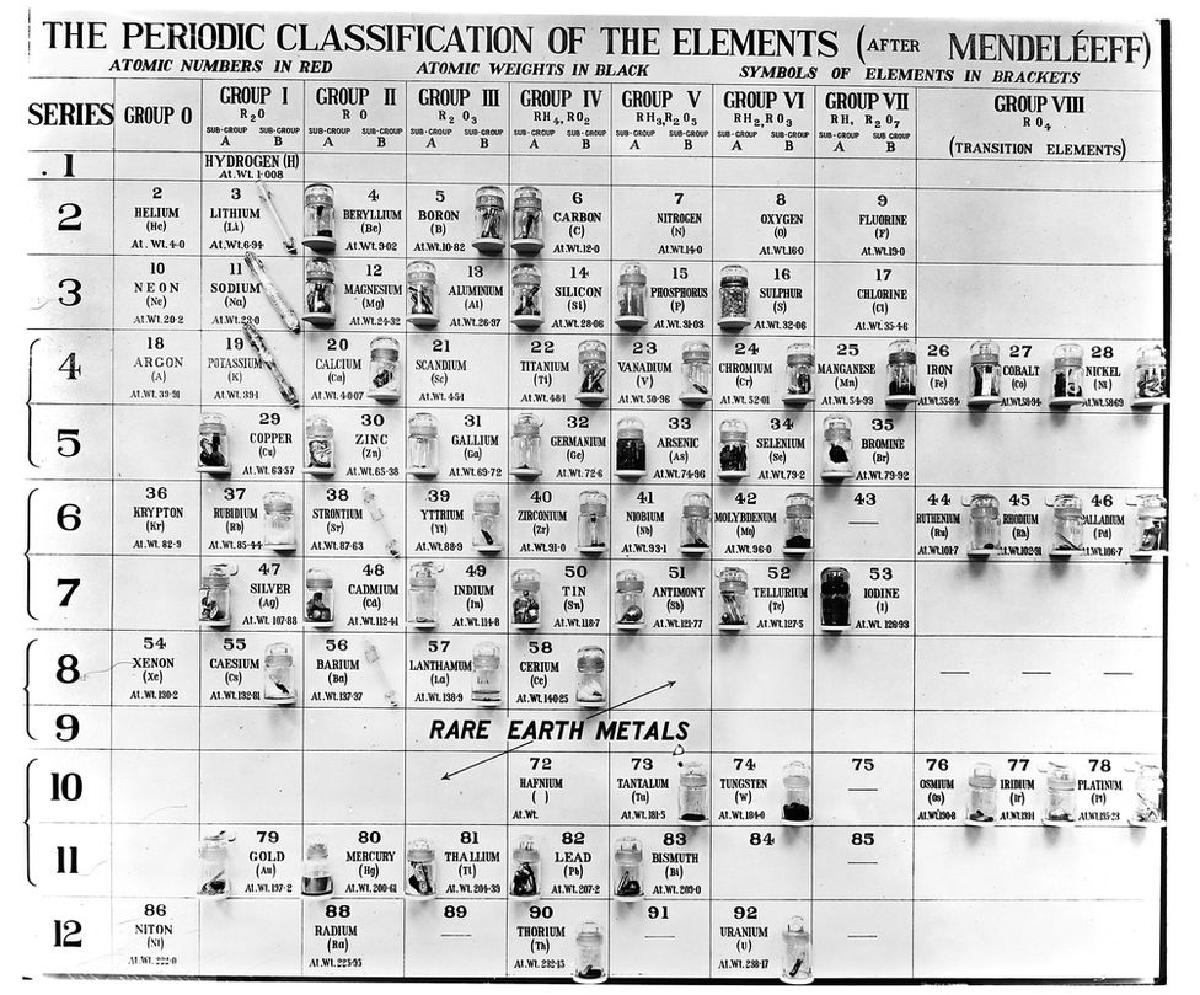 THE PERIODIC CLASSIFICATION OF THE ELEMENTS (AFTER MENDELÉEFF)
ATOMIC NUMBERS IN RED ATOMIC WEIGHTS IN BLACK SYMBOLS OF ELEMENTS IN BRACKETS
SERIES GROUP 0 GROUP I GROUP II GROUP III GROUP IV GROUP V GROUP VI GROUP VII GROUP VIII
R2O R O R2 O3 RH4, RO2 RH3,R2O5 RH2,RO3 RH, R2O7 R O4
SUB-GROUP SUB-GROUP SUB-GROUP SUB-GROUP SUB-GROUP SUB-GROUP SUB-GROUP SUB-GROUP SUB-GROUP SUB-GROUP SUB-GROUP SUB-GROUP SUB-GROUP SUB GROUP
A B A B A B A B A B A B A B (TRANSITION ELEMENTS)
1 HYDROGEN (H)
At.Wt. 1·008
2
2 3 4 5 6 7 8 9
HELIUM LITHIUM BERYLLIUM BORON CARBON NITROGEN OXYGEN FLUORINE
(He) (Li) (Be) (B) (C) (N) (O) (F)
At. Wt. 4·0 At.Wt.6·94 At.Wt. 9·02 At.Wt.10·82 At.Wt.12·0 At.Wt.14·0 At.Wt.16·0 At.Wt.19·0
3
10 11 12 13 14 15 16 17
NEON SODIUM MAGNESIUM ALUMINIUM SILICON PHOSPHORUS SULPHUR CHLORINE
(Ne) (Na) (Mg) (Al) (Si) (P) (S) (Cl)
At.Wt.20·2 At.Wt.23·0 At.Wt.24·32 At.Wt.26·97 At.Wt.28·06 At.Wt.31·03 At.Wt.32·06 At.Wt.35·46
4
18 19 20 21 22 23 24 25 26 27 28
ARGON POTASSIUM CALCIUM SCANDIUM TITANIUM VANADIUM CHROMIUM MANGANESE IRON COBALT NICKEL
(A) (K) (Ca) (Sc) (Ti) (V) (Cr) (Mn) (Fe) (Co) (Ni)
At.Wt. 39·91 At.Wt. 39·1 At.Wt.40·07 At.Wt. 45·1 At.Wt. 48·1 At.Wt. 50·96 At.Wt. 52·01 At.Wt. 54·93 At.Wt.55·84 At.Wt.58·94 At.Wt.58·69
5
29 30 31 32 33 34 35
COPPER ZINC GALLIUM GERMANIUM ARSENIC SELENIUM BROMINE
(Cu) (Zn) (Ga) (Ge) (As) (Se) (Br)
At.Wt. 63·57 At.Wt.65·38 At.Wt. 69·72 At.Wt. 72·6 At.Wt.74·96 At.Wt.79·2 At.Wt.79·92
6
36 37 38 39 40 41 42 43 44 45 46
KRYPTON RUBIDIUM STRONTIUM YTTRIUM ZIRCONIUM NIOBIUM MOLYBDENUM RUTHENIUM RHODIUM PALLADIUM
(Kr) (Rb) (Sr) (Yt) (Zr) (Nb) (Mo) — (Ru) (Rh) (Pd)
At.Wt. 82·9 At.Wt.85·44 At.Wt. 87·63 At.Wt. 88·9 At.Wt. 91·0 At.Wt. 93·1 At.Wt. 96·0 At.Wt.101·7 At.Wt.102·91 At.Wt.106·7
7
47 48 49 50 51 52 53
SILVER CADMIUM INDIUM TIN ANTIMONY TELLURIUM IODINE
(Ag) (Cd) (In) (Sn) (Sb) (Te) (I)
At.Wt. 107·88 At.Wt.112·41 At.Wt.114·8 At.Wt.118·7 At.Wt.121·77 At.Wt.127·5 At.Wt. 126·93
8
54 55 56 57 58
XENON CAESIUM BARIUM LANTHANUM CERIUM
(Xe) (Cs) (Ba) (La) (Ce) — — — —
At.Wt.130·2 At.Wt.132·81 At.Wt.137·37 At.Wt. 138·9 At.Wt. 140·25
9 RARE EARTH METALS —
10
72 73 74 75 76 77 78
HAFNIUM TANTALUM TUNGSTEN — OSMIUM IRIDIUM PLATINUM
( ) (Ta) (W) (Os) (Ir) (Pt)
At.Wt. At.Wt.181·5 At.Wt.184·0 At.Wt.190·8 At.Wt.193·1 At.Wt.195·23
11
79 80 81 82 83 84 85
GOLD MERCURY THALLIUM LEAD BISMUTH —
(Au) (Hg) (Tl) (Pb) (Bi)
At.Wt. 197·2 At.Wt. 200·61 At.Wt.204·39 At.Wt.207·2 At.Wt. 209·0
12
86 88 89 90 91 92
NITON RADIUM — THORIUM — URANIUM —
(Nt) (Ra) (Th) (U)
At.Wt. 222·0 At.Wt. 225·95 At.Wt. 232·15 At.Wt. 238·17